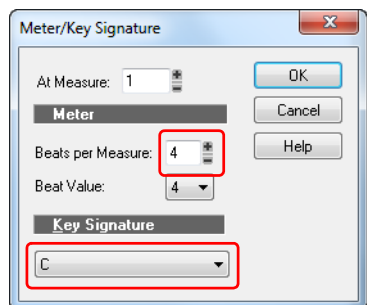 Meter/Key Signature
At Measure: 1
OK
Meter
Cancel
Beats per Measure: 4
Help
Beat Value: 4
Key Signature
C